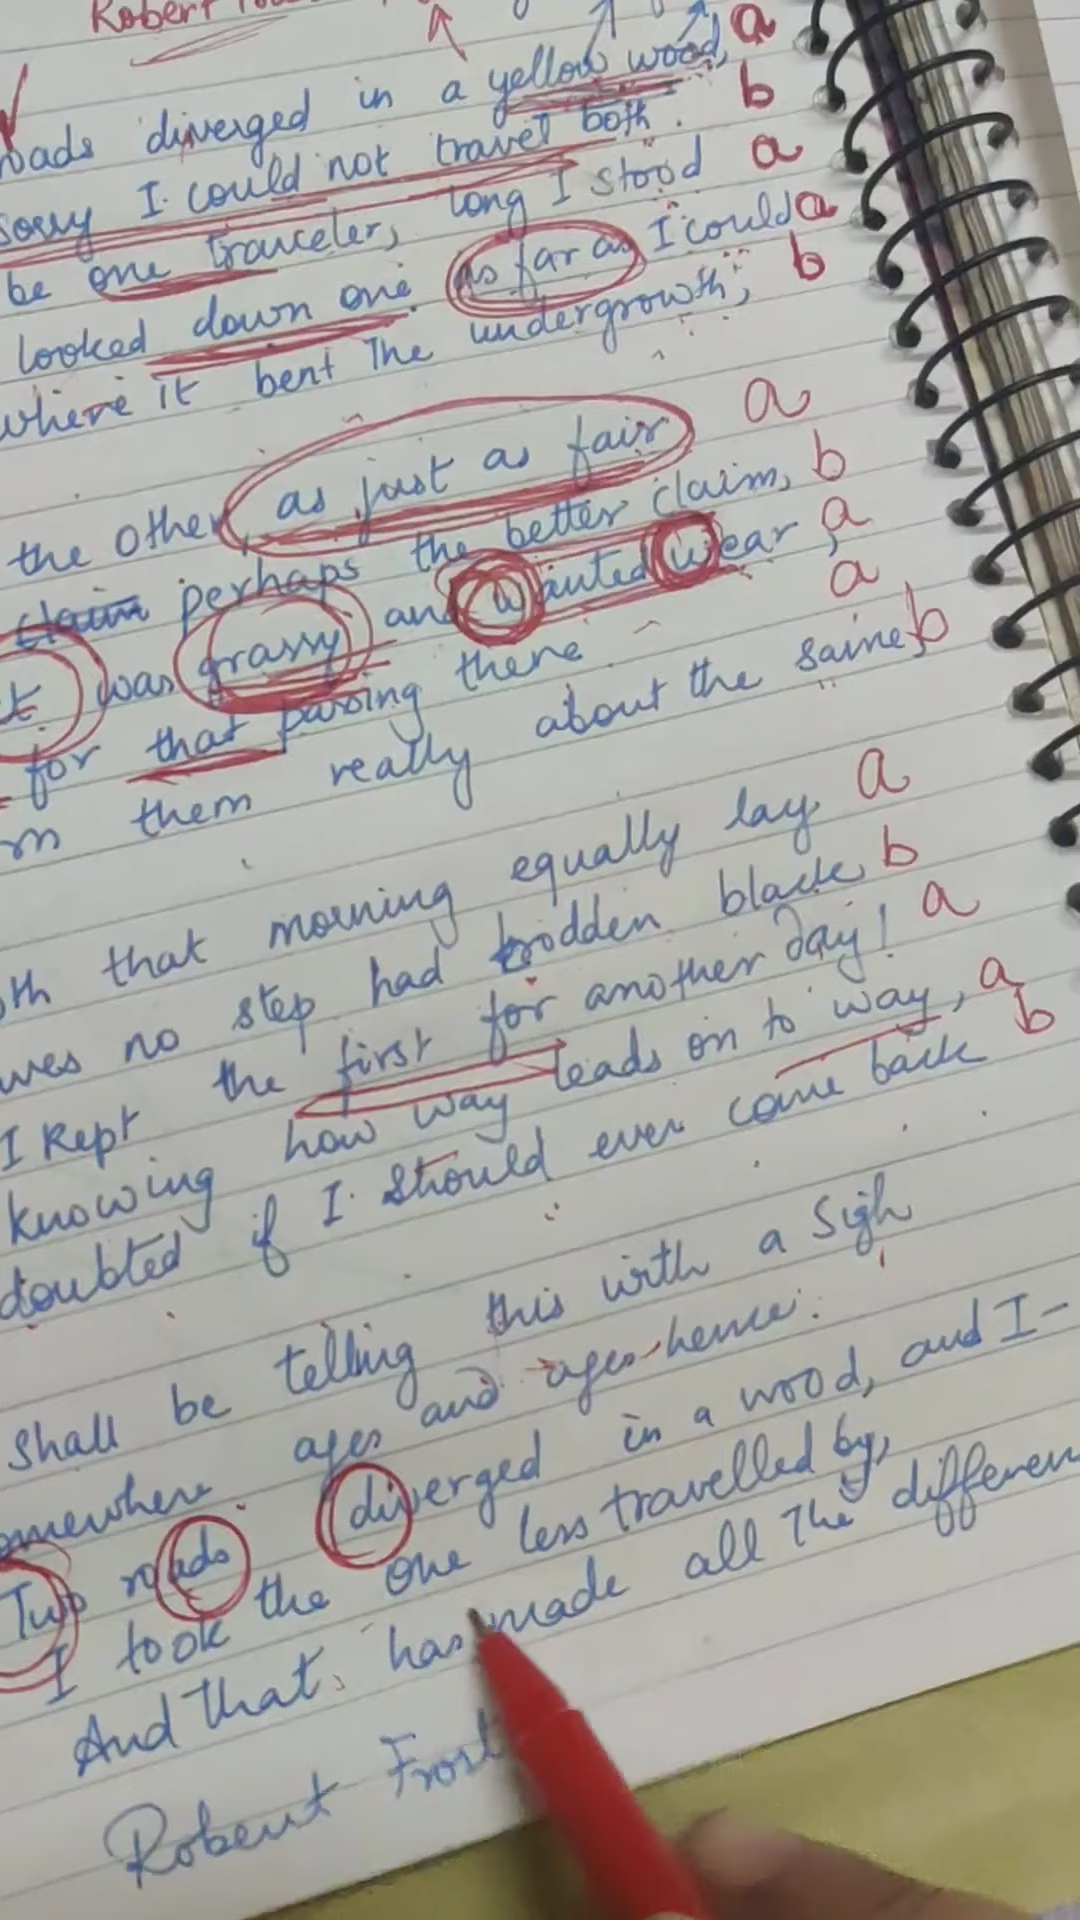 Robert
oads diverged in a yellow wood, a
sorry I could not travel both. b
be one traveler, long I stood a
looked down one as far as I could a
where it bent The undergrowth; b
the other, as just as fair a
perhaps the better claim, b
was grassy and wanted wear, a
for that passing there a
them really about the same, b
oth that morning equally lay a
no step had trodden black b
I kept the first for another day! a
knowing how way leads on to way, a
doubted if I should ever come back b
Shall be telling this with a Sigh
omewhere ages and ages hence:
Two roads diverged in a wood, and I-
I took the one less travelled by,
And that has made all The differen
Robert Frost